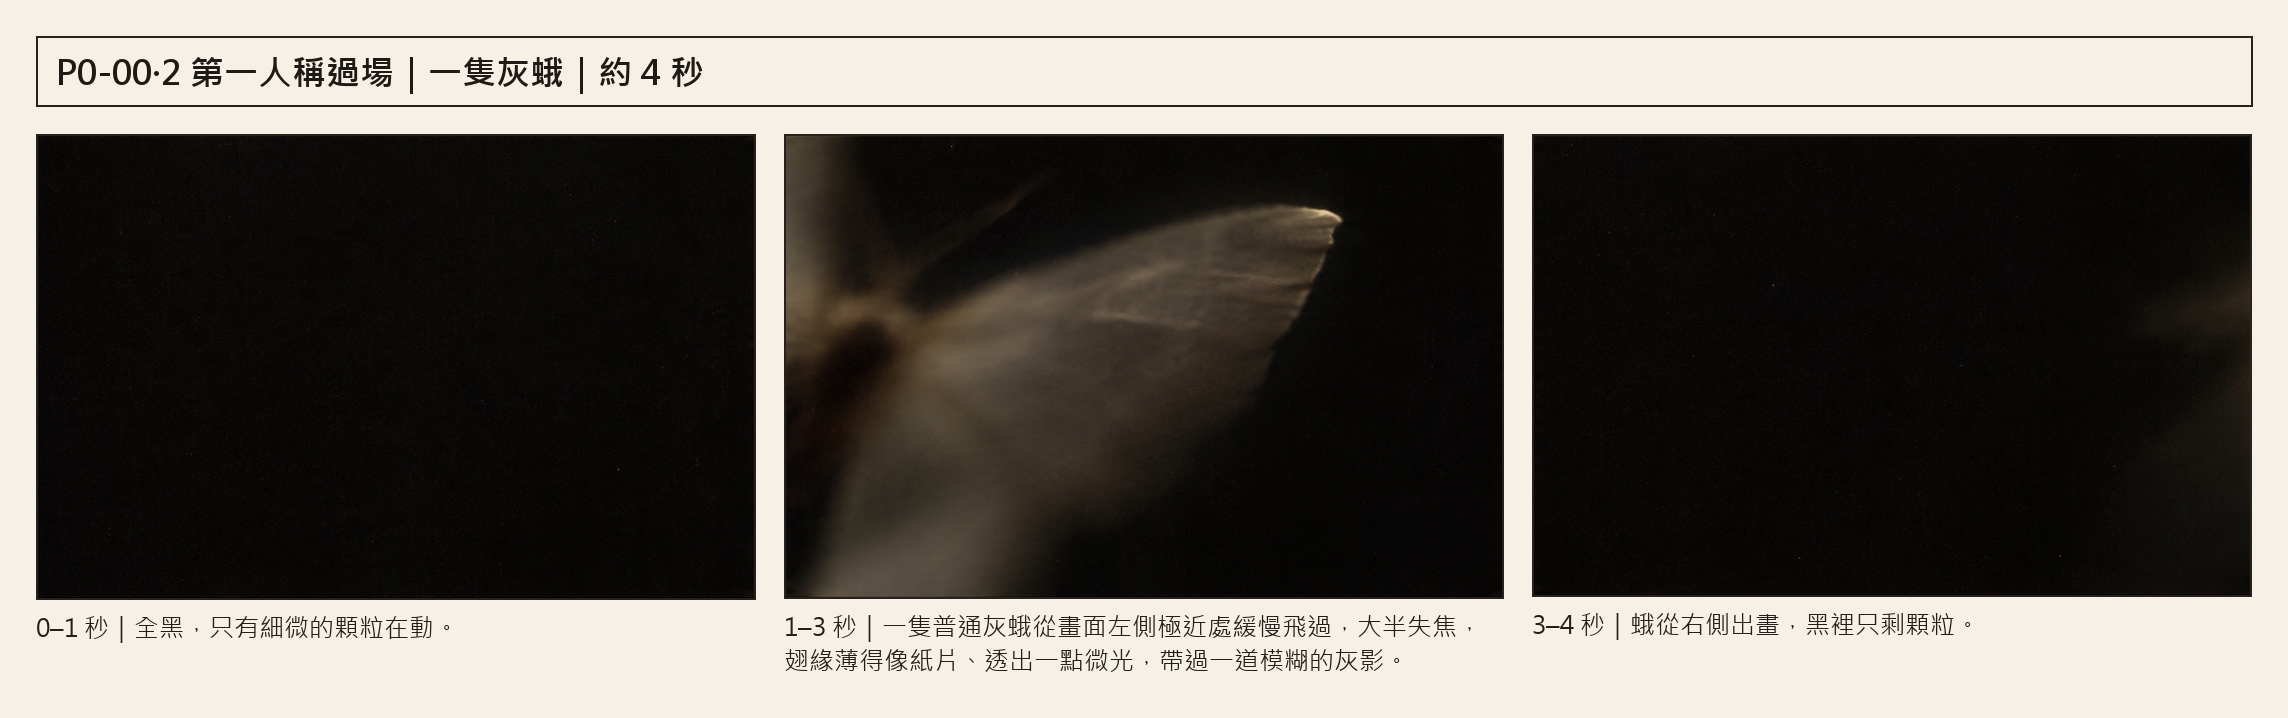 P0-00·2 第一人稱過場｜一隻灰蛾｜約 4 秒
0–1 秒｜全黑，只有細微的顆粒在動。
1–3 秒｜一隻普通灰蛾從畫面左側極近處緩慢飛過，大半失焦，
翅緣薄得像紙片、透出一點微光，帶過一道模糊的灰影。
3–4 秒｜蛾從右側出畫，黑裡只剩顆粒。